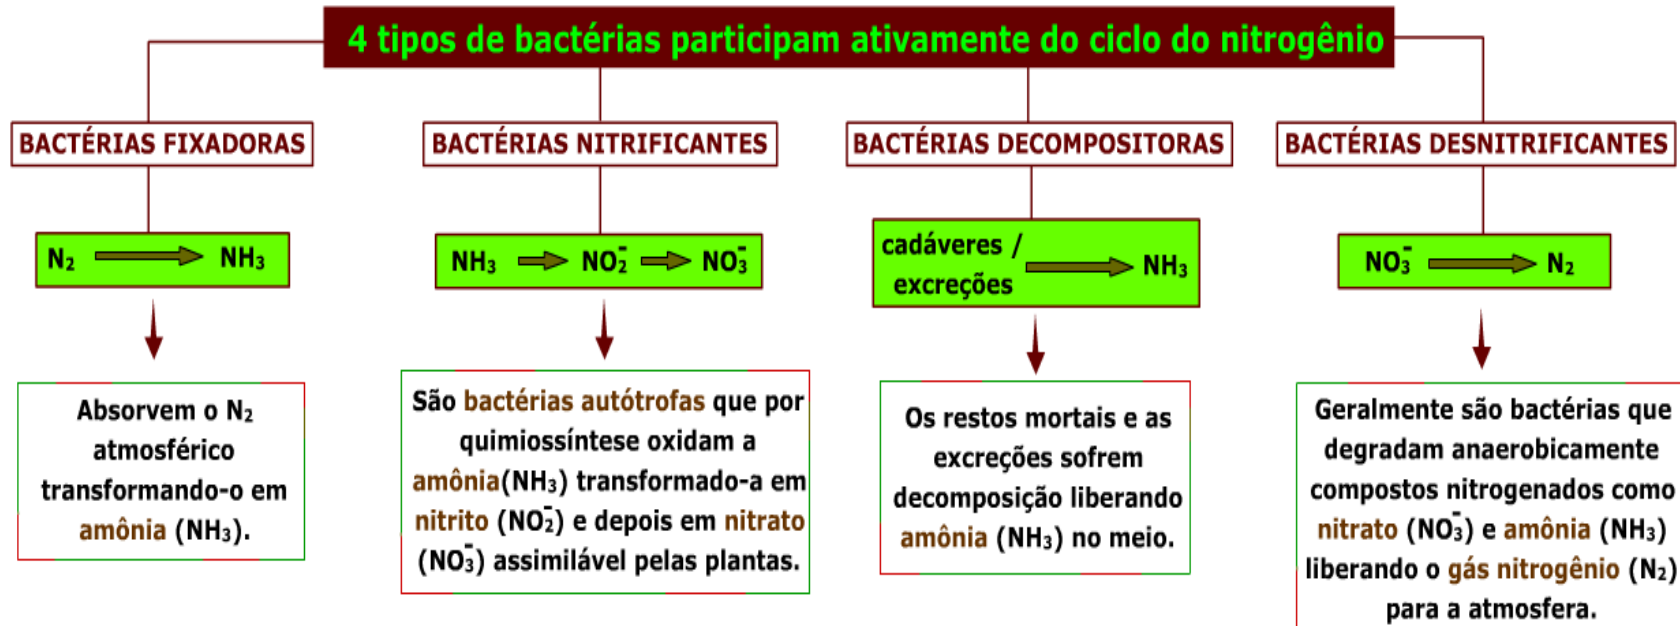 4 tipos de bactérias participam ativamente do ciclo do nitrogênio
BACTÉRIAS FIXADORAS
N₂ NH₃
Absorvem o N₂
atmosférico
transformando-o em
amônia (NH₃).
BACTÉRIAS NITRIFICANTES
NH₃ NO₂⁻ NO₃⁻
São bactérias autótrofas que por
quimiossíntese oxidam a
amônia(NH₃) transformado-a em
nitrito (NO₂⁻) e depois em nitrato
(NO₃⁻) assimilável pelas plantas.
BACTÉRIAS DECOMPOSITORAS
cadáveres /
excreções
NH₃
Os restos mortais e as
excreções sofrem
decomposição liberando
amônia (NH₃) no meio.
BACTÉRIAS DESNITRIFICANTES
NO₃⁻ N₂
Geralmente são bactérias que
degradam anaerobicamente
compostos nitrogenados como
nitrato (NO₃⁻) e amônia (NH₃)
liberando o gás nitrogênio (N₂)
para a atmosfera.